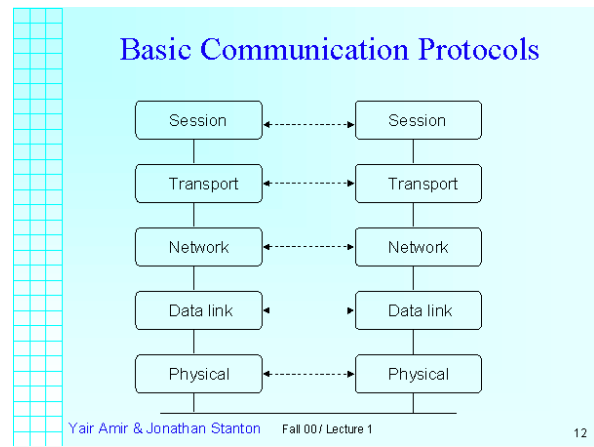 Basic Communication Protocols
Session Session
Transport Transport
Network Network
Data link Data link
Physical Physical
Yair Amir & Jonathan Stanton Fall 00 / Lecture 1 12